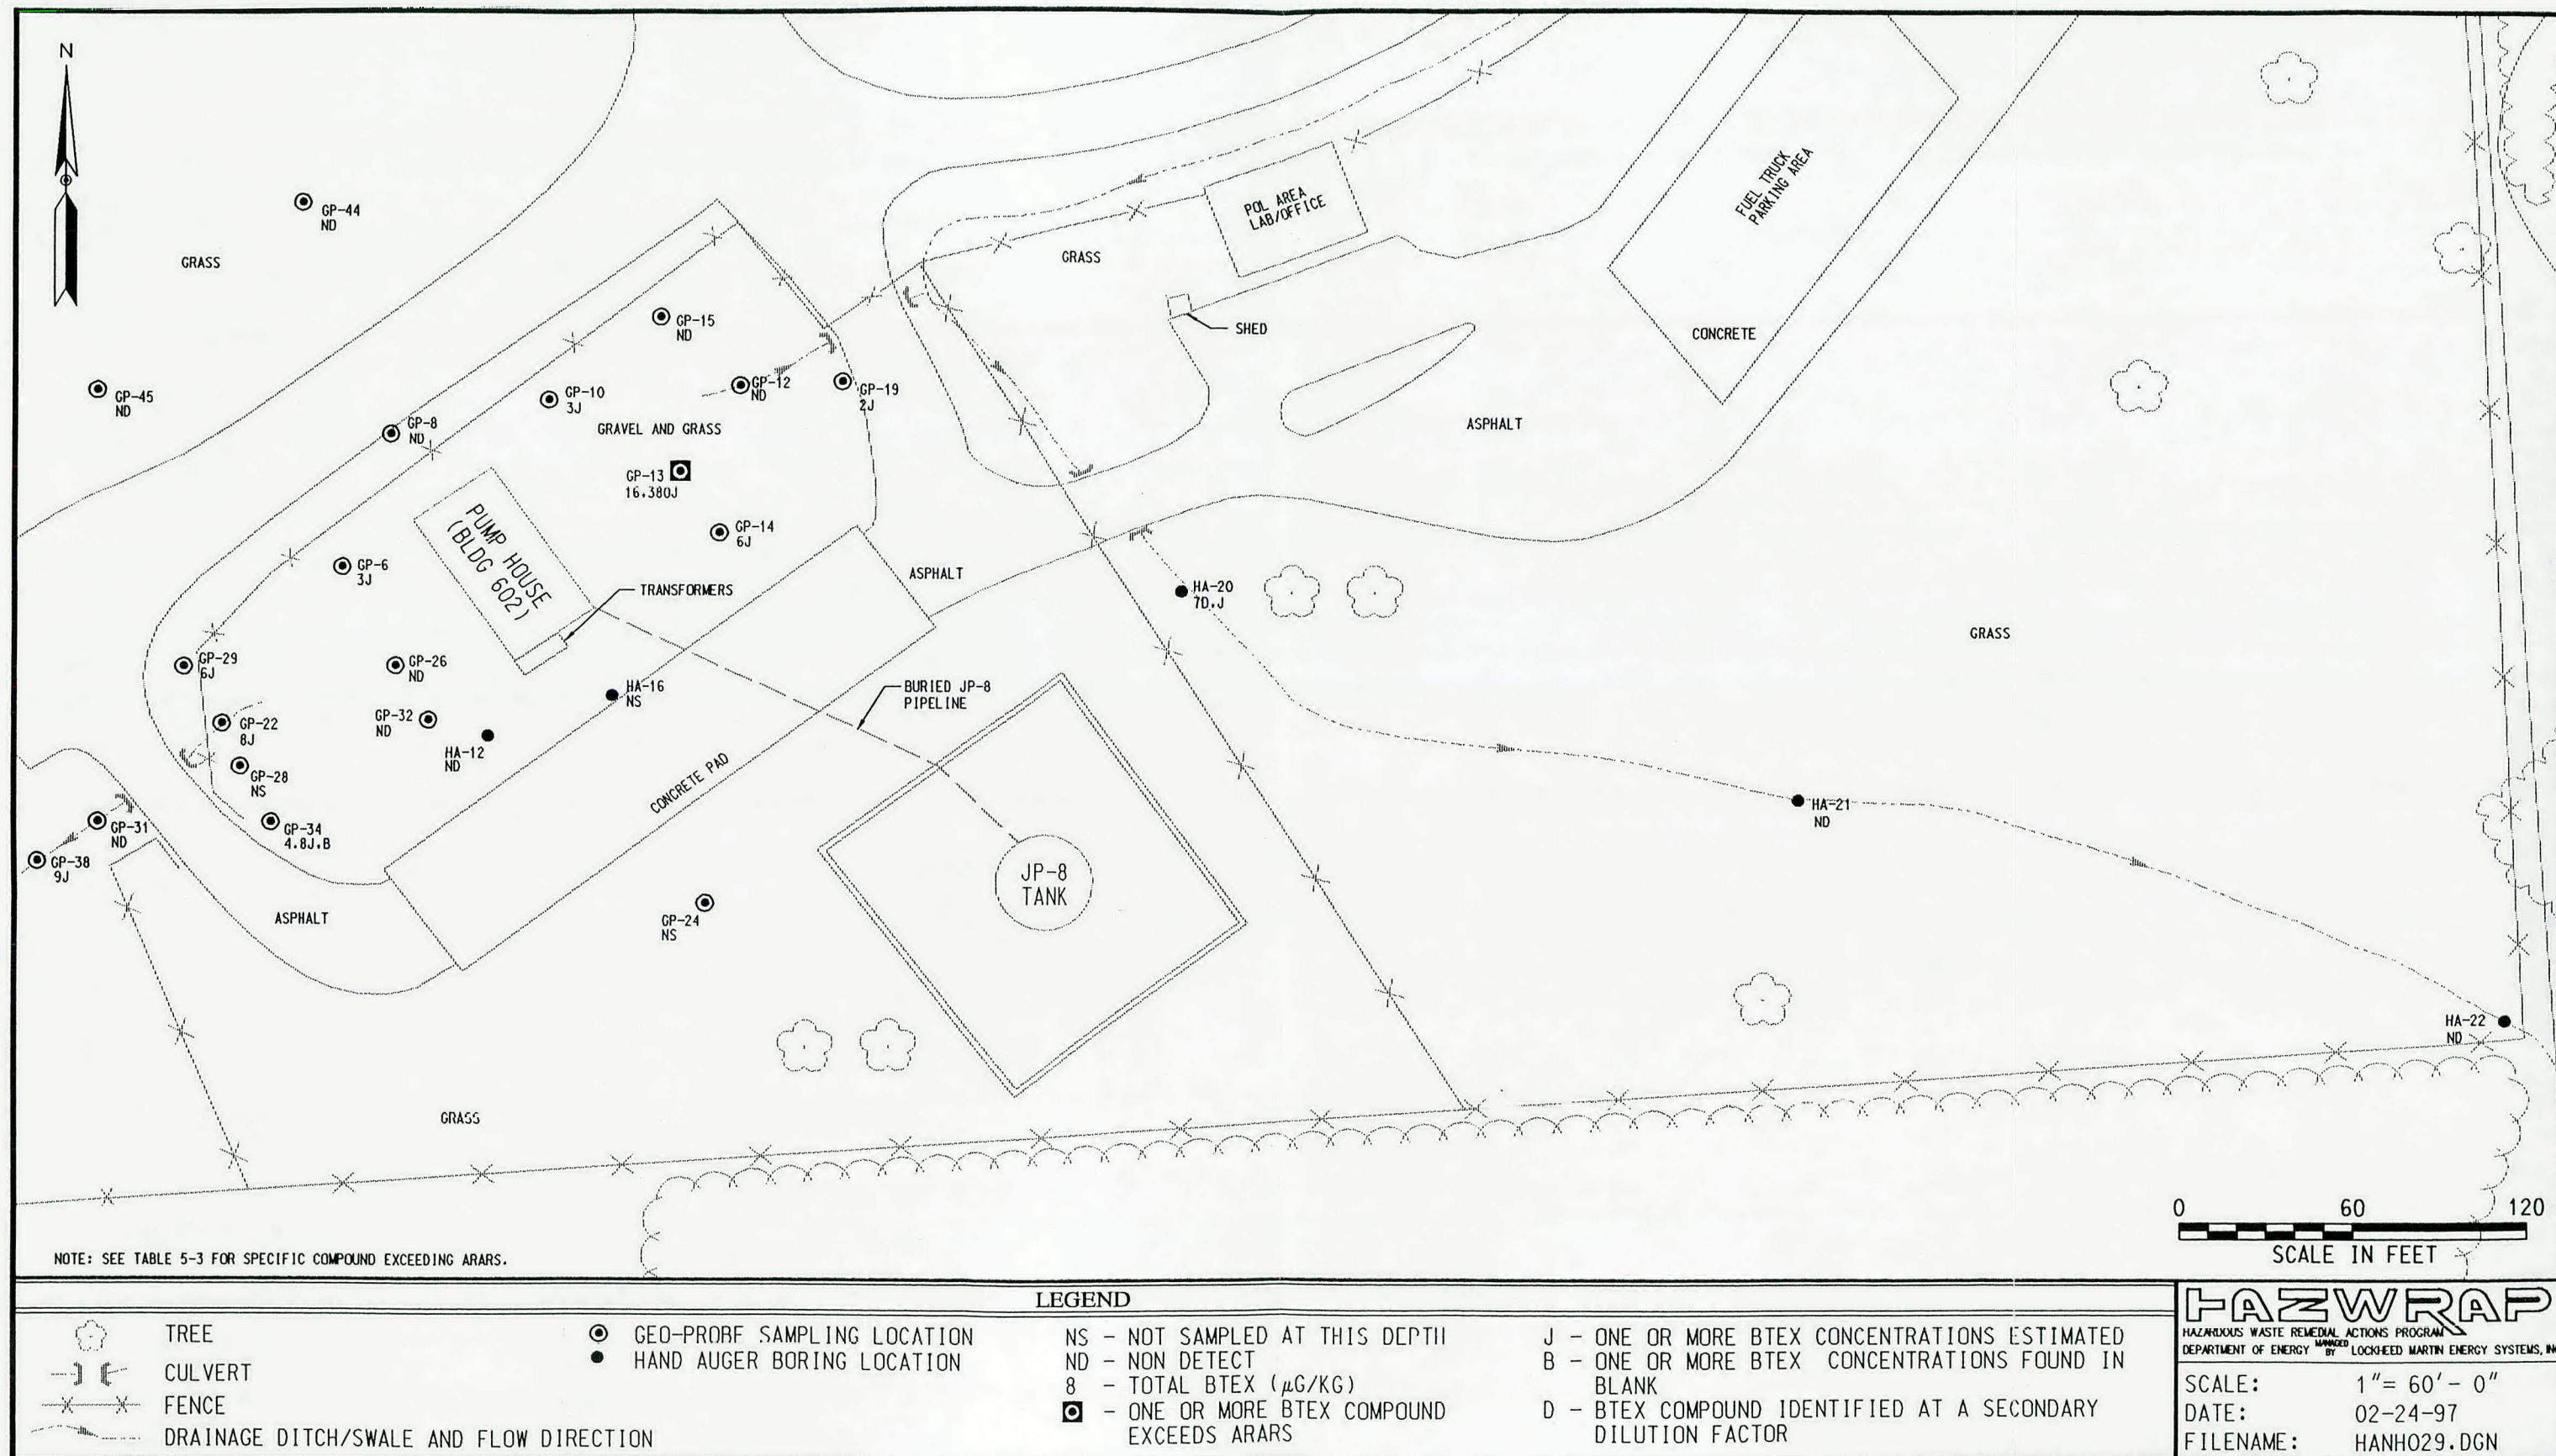 N
GP-44
ND
GRASS
GP-45
ND
GP-8
ND
GP-15
ND
GP-10
3J
GP-12
ND
GP-19
2J
GRAVEL AND GRASS
GP-13
16,380J
GP-14
6J
PUMP HOUSE
(BLDG 602)
TRANSFORMERS
GP-6
3J
GP-29
6J
GP-26
ND
GP-22
8J
GP-32
ND
HA-12
ND
HA-16
NS
GP-28
NS
GP-34
4.8J,B
GP-31
ND
GP-38
9J
ASPHALT
CONCRETE PAD
GP-24
NS
BURIED JP-8
PIPELINE
JP-8
TANK
ASPHALT
GRASS
POL AREA
LAB/OFFICE
GRASS
SHED
FUEL TRUCK
PARKING AREA
CONCRETE
ASPHALT
HA-20
7D,J
GRASS
HA-21
ND
HA-22
ND
0 60 120
SCALE IN FEET
NOTE: SEE TABLE 5-3 FOR SPECIFIC COMPOUND EXCEEDING ARARS.
LEGEND
TREE
CULVERT
FENCE
DRAINAGE DITCH/SWALE AND FLOW DIRECTION
GEO-PROBE SAMPLING LOCATION
HAND AUGER BORING LOCATION
NS - NOT SAMPLED AT THIS DEPTH
ND - NON DETECT
8 - TOTAL BTEX (μG/KG)
- ONE OR MORE BTEX COMPOUND
EXCEEDS ARARS
J - ONE OR MORE BTEX CONCENTRATIONS ESTIMATED
B - ONE OR MORE BTEX CONCENTRATIONS FOUND IN
BLANK
D - BTEX COMPOUND IDENTIFIED AT A SECONDARY
DILUTION FACTOR
HAZWRAP
HAZARDOUS WASTE REMEDIAL ACTIONS PROGRAM
DEPARTMENT OF ENERGY MANAGED BY LOCKHEED MARTIN ENERGY SYSTEMS, IN
SCALE: 1"= 60'- 0"
DATE: 02-24-97
FILENAME: HANHO29.DGN